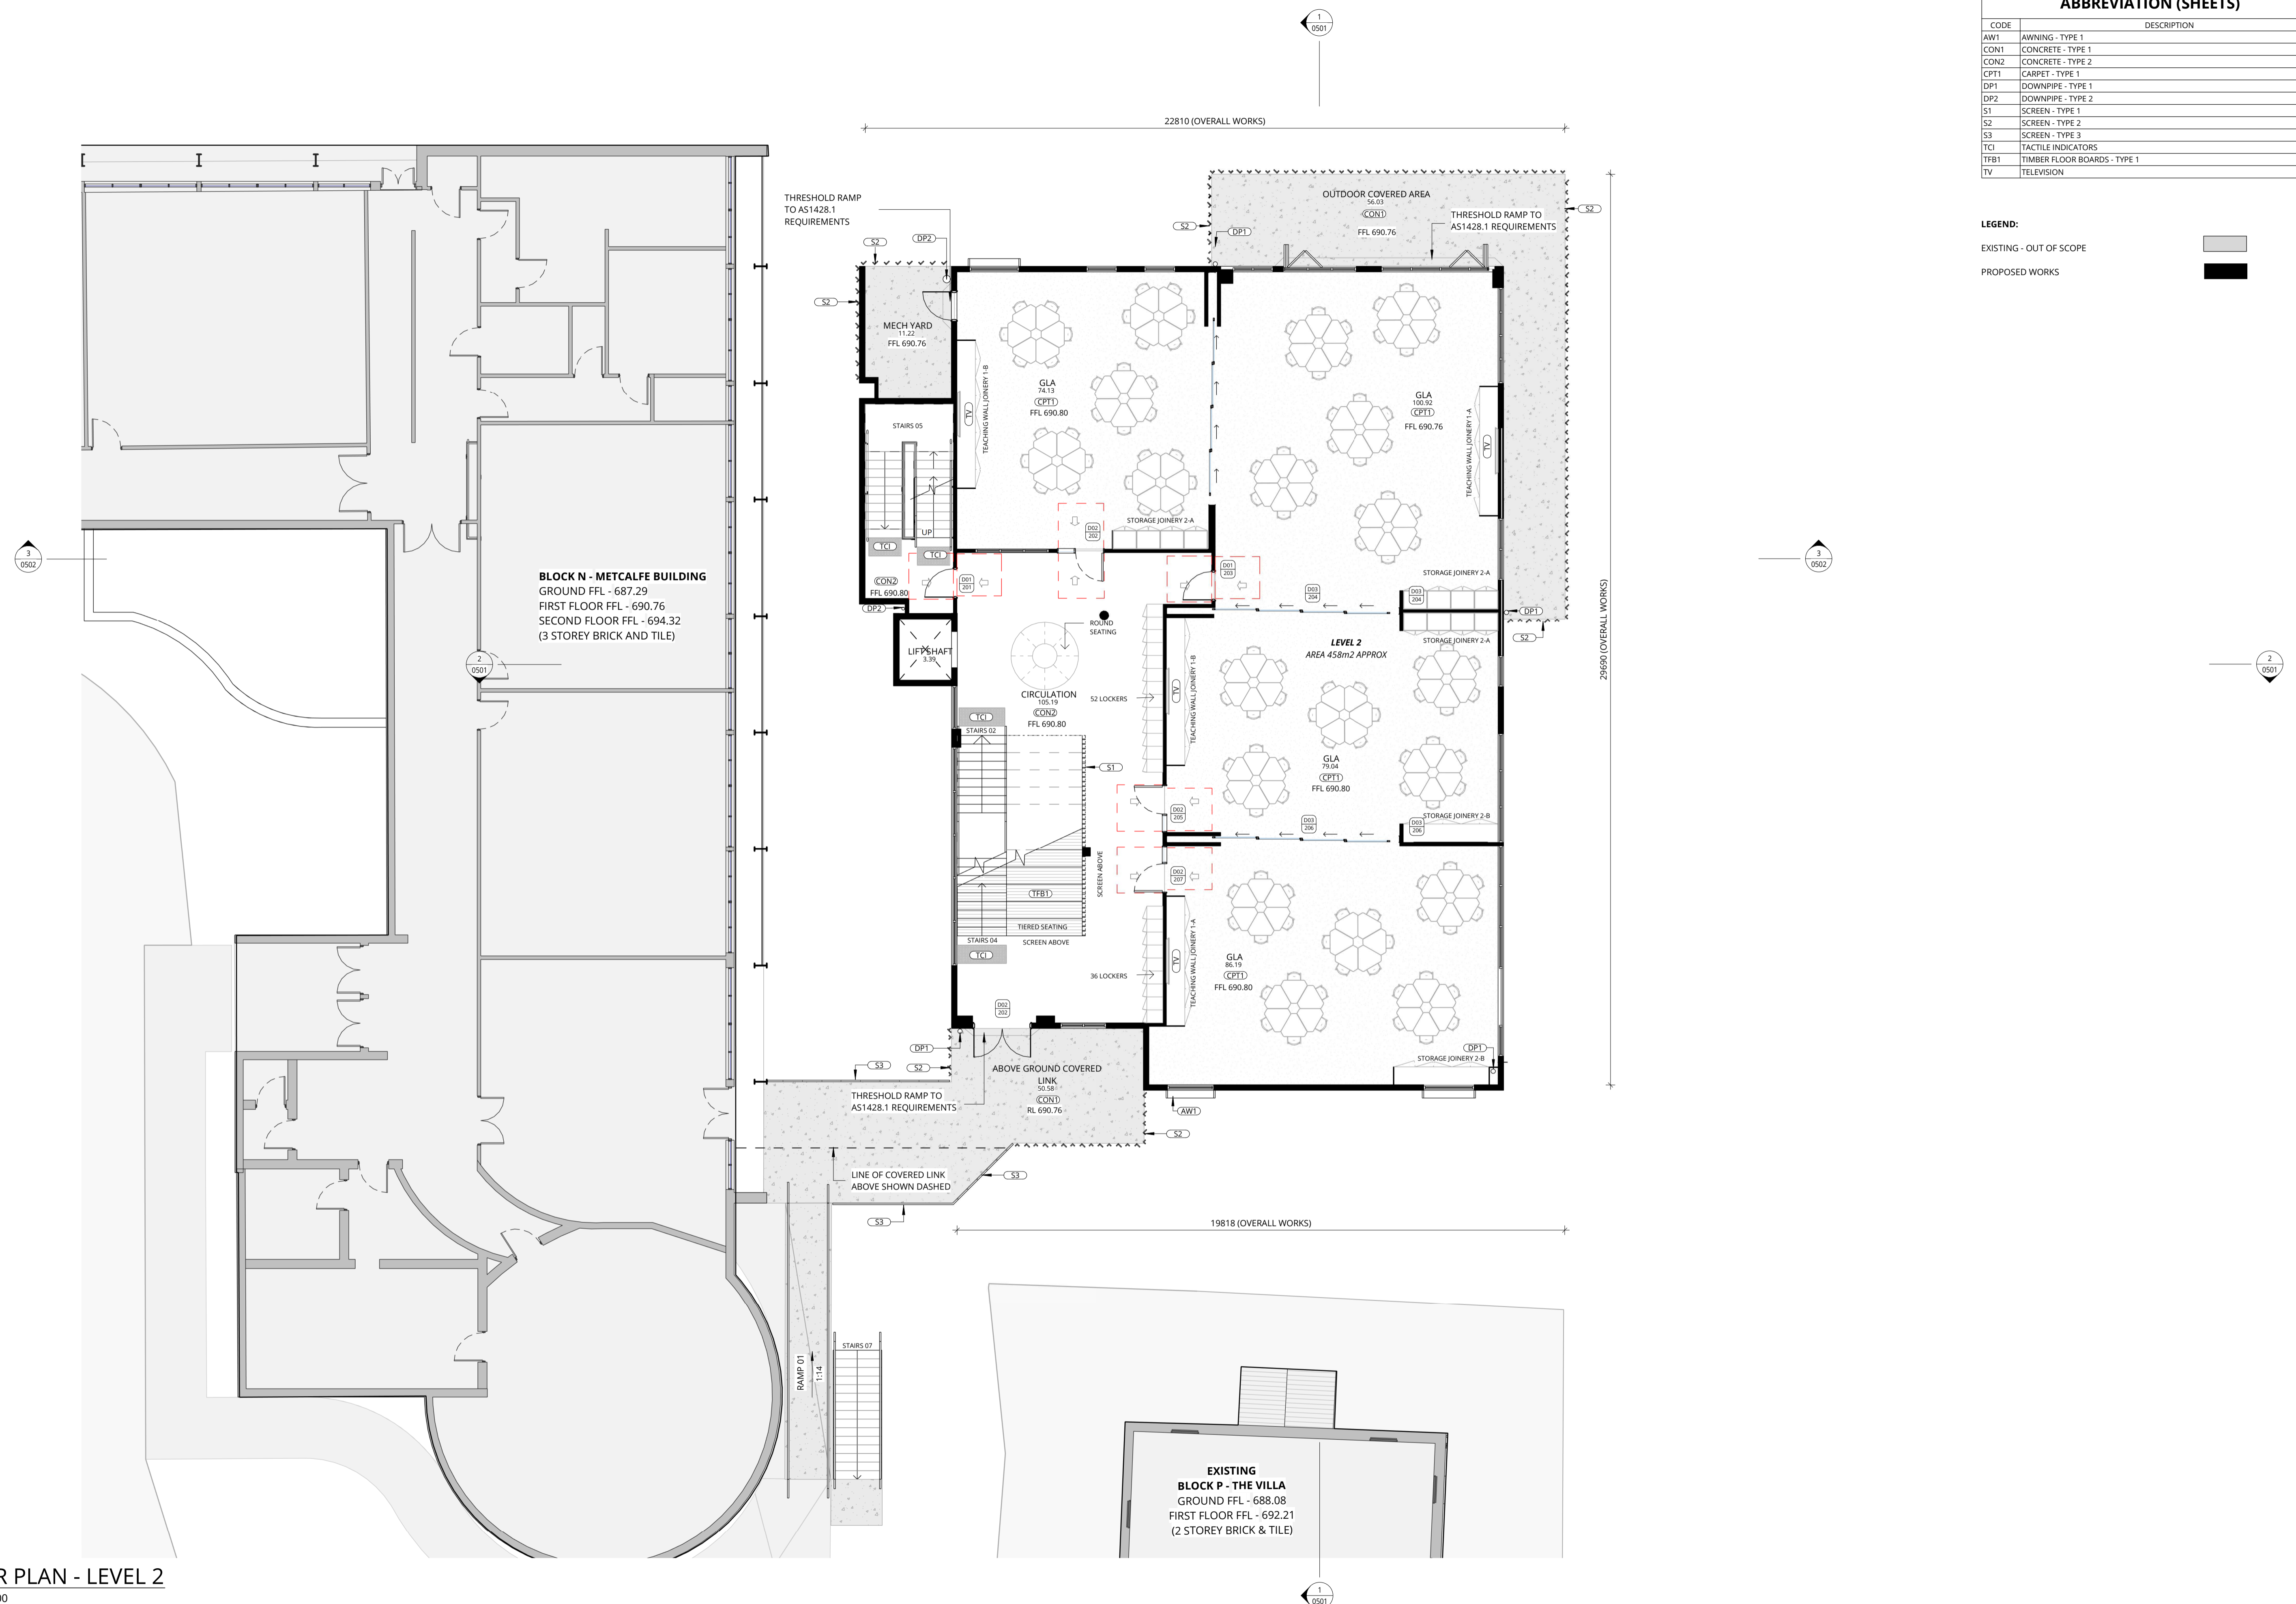 ABBREVIATION (SHEETS)
CODE DESCRIPTION
AW1 AWNING - TYPE 1
CON1 CONCRETE - TYPE 1
CON2 CONCRETE - TYPE 2
CPT1 CARPET - TYPE 1
DP1 DOWNPIPE - TYPE 1
DP2 DOWNPIPE - TYPE 2
S1 SCREEN - TYPE 1
S2 SCREEN - TYPE 2
S3 SCREEN - TYPE 3
TCI TACTILE INDICATORS
TFB1 TIMBER FLOOR BOARDS - TYPE 1
TV TELEVISION
LEGEND:
EXISTING - OUT OF SCOPE
PROPOSED WORKS
1
0501
22810 (OVERALL WORKS)
THRESHOLD RAMP
TO AS1428.1
REQUIREMENTS
S2
DP2
S2
OUTDOOR COVERED AREA
56.03
CON1
FFL 690.76
THRESHOLD RAMP TO
AS1428.1 REQUIREMENTS
S2
DP1
S2
MECH YARD
11.22
FFL 690.76
GLA
74.13
CPT1
FFL 690.80
TV
TEACHING WALL JOINERY 1-B
GLA
100.92
CPT1
FFL 690.76
TEACHING WALL JOINERY 1-A
TV
STAIRS 05
UP
TCI
TCI
CON2
FFL 690.80
DP2
D01
201
D02
202
STORAGE JOINERY 2-A
D01
203
D03
204
STORAGE JOINERY 2-A
D03
204
DP1
S2
STORAGE JOINERY 2-A
3
0502
3
0502
29690 (OVERALL WORKS)
BLOCK N - METCALFE BUILDING
GROUND FFL - 687.29
FIRST FLOOR FFL - 690.76
SECOND FLOOR FFL - 694.32
(3 STOREY BRICK AND TILE)
2
0501
2
0501
LIFT SHAFT
3.39
ROUND
SEATING
LEVEL 2
AREA 458m2 APPROX
CIRCULATION
105.19
CON2
FFL 690.80
52 LOCKERS
TV
TEACHING WALL JOINERY 1-B
TCI
STAIRS 02
S1
GLA
79.04
CPT1
FFL 690.80
D02
205
D03
206
D03
206
STORAGE JOINERY 2-B
SCREEN ABOVE
D02
207
TFB1
TIERED SEATING
STAIRS 04
SCREEN ABOVE
TCI
36 LOCKERS
TV
TEACHING WALL JOINERY 1-A
GLA
86.19
CPT1
FFL 690.80
D02
202
DP1
S2
S3
DP1
STORAGE JOINERY 2-B
ABOVE GROUND COVERED
LINK
50.58
CON1
RL 690.76
THRESHOLD RAMP TO
AS1428.1 REQUIREMENTS
AW1
S2
LINE OF COVERED LINK
ABOVE SHOWN DASHED
S3
S3
19818 (OVERALL WORKS)
RAMP 01
1:14
STAIRS 07
EXISTING
BLOCK P - THE VILLA
GROUND FFL - 688.08
FIRST FLOOR FFL - 692.21
(2 STOREY BRICK & TILE)
R PLAN - LEVEL 2
00
1
0501